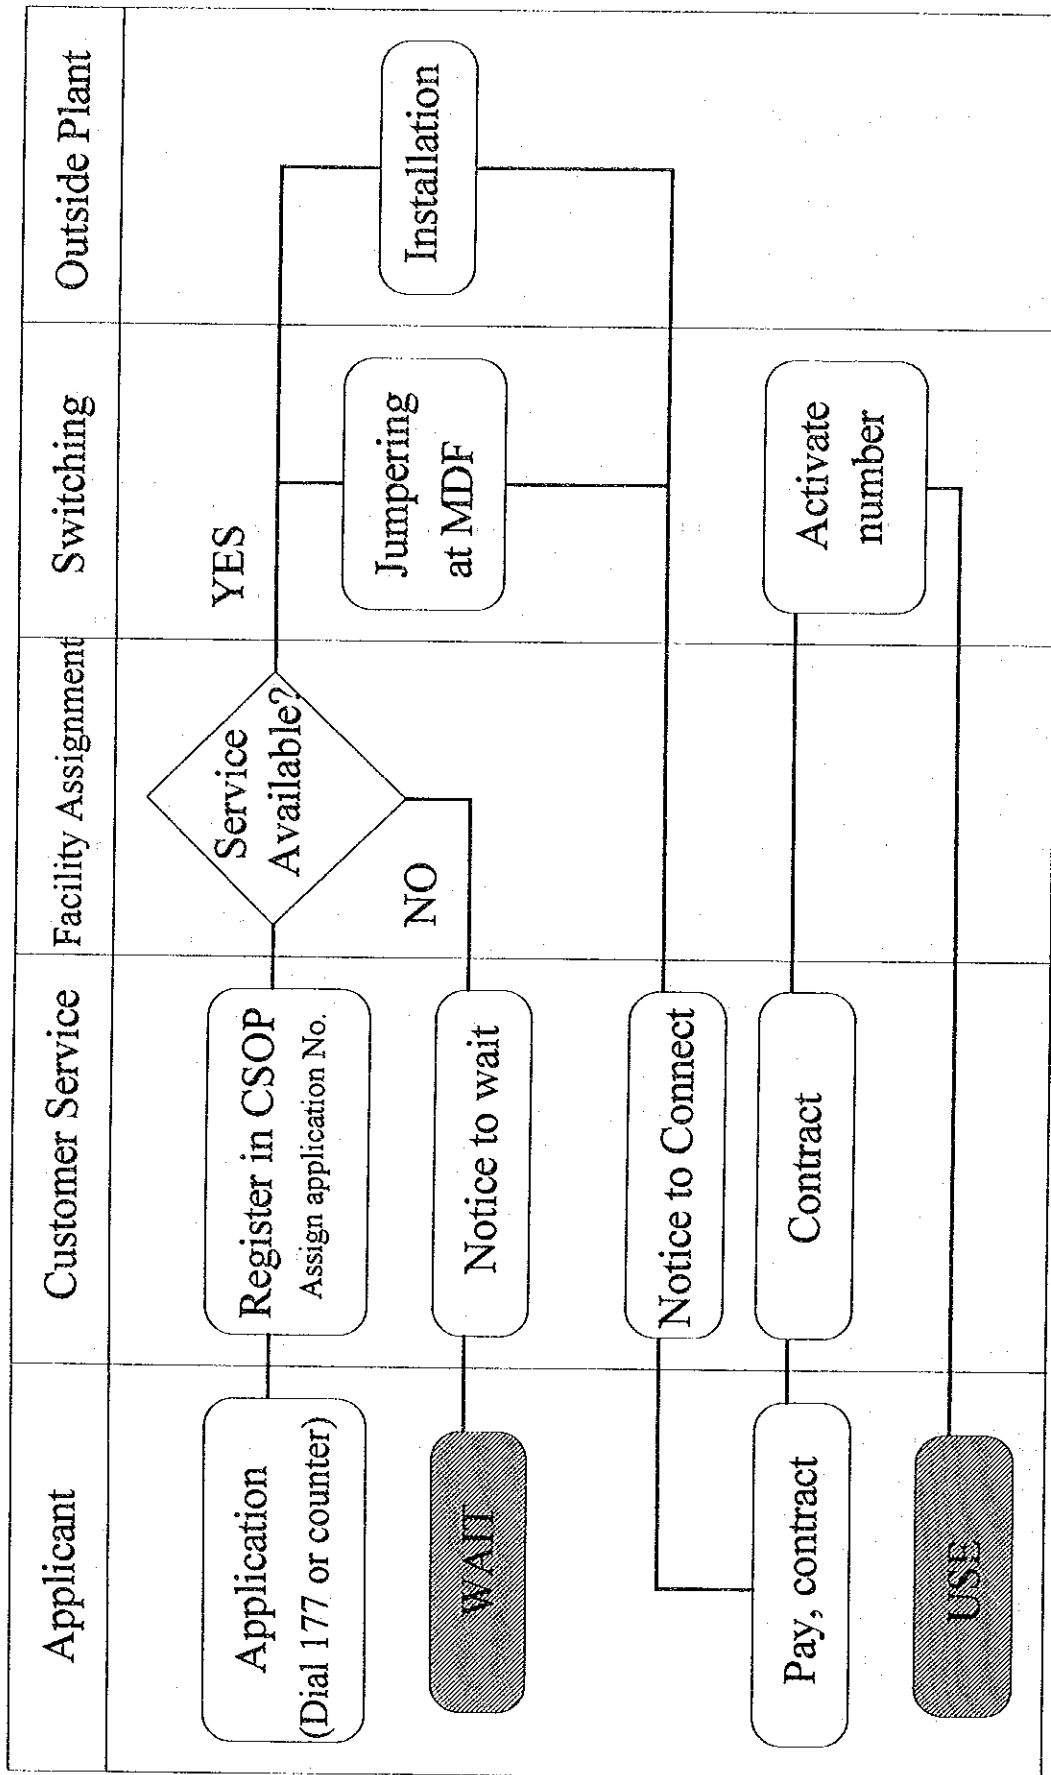 Applicant
Customer Service
Facility Assignment
Switching
Outside Plant
Application
(Dial 177 or counter)
Register in CSOP
Assign application No.
Service
Available?
YES
NO
Jumpering
at MDF
Installation
WAIT
Notice to wait
Notice to Connect
Pay, contract
Contract
Activate
number
USE